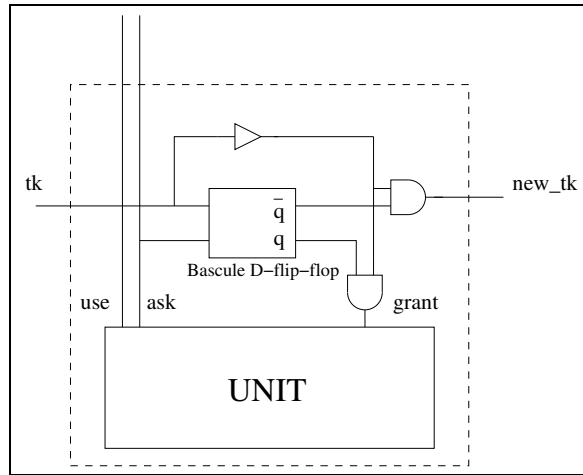 tk
new_tk
q̅
q
Bascule D-flip-flop
use
ask
grant
UNIT